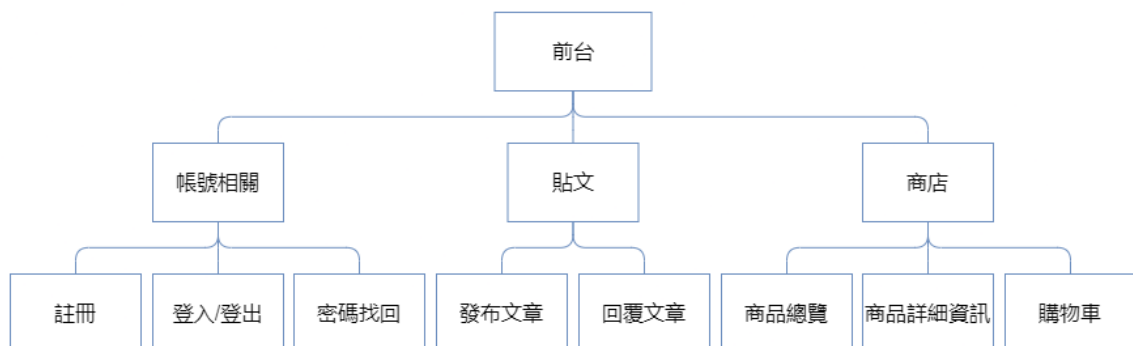 前台
帳號相關
貼文
商店
註冊
登入/登出
密碼找回
發布文章
回覆文章
商品總覽
商品詳細資訊
購物車